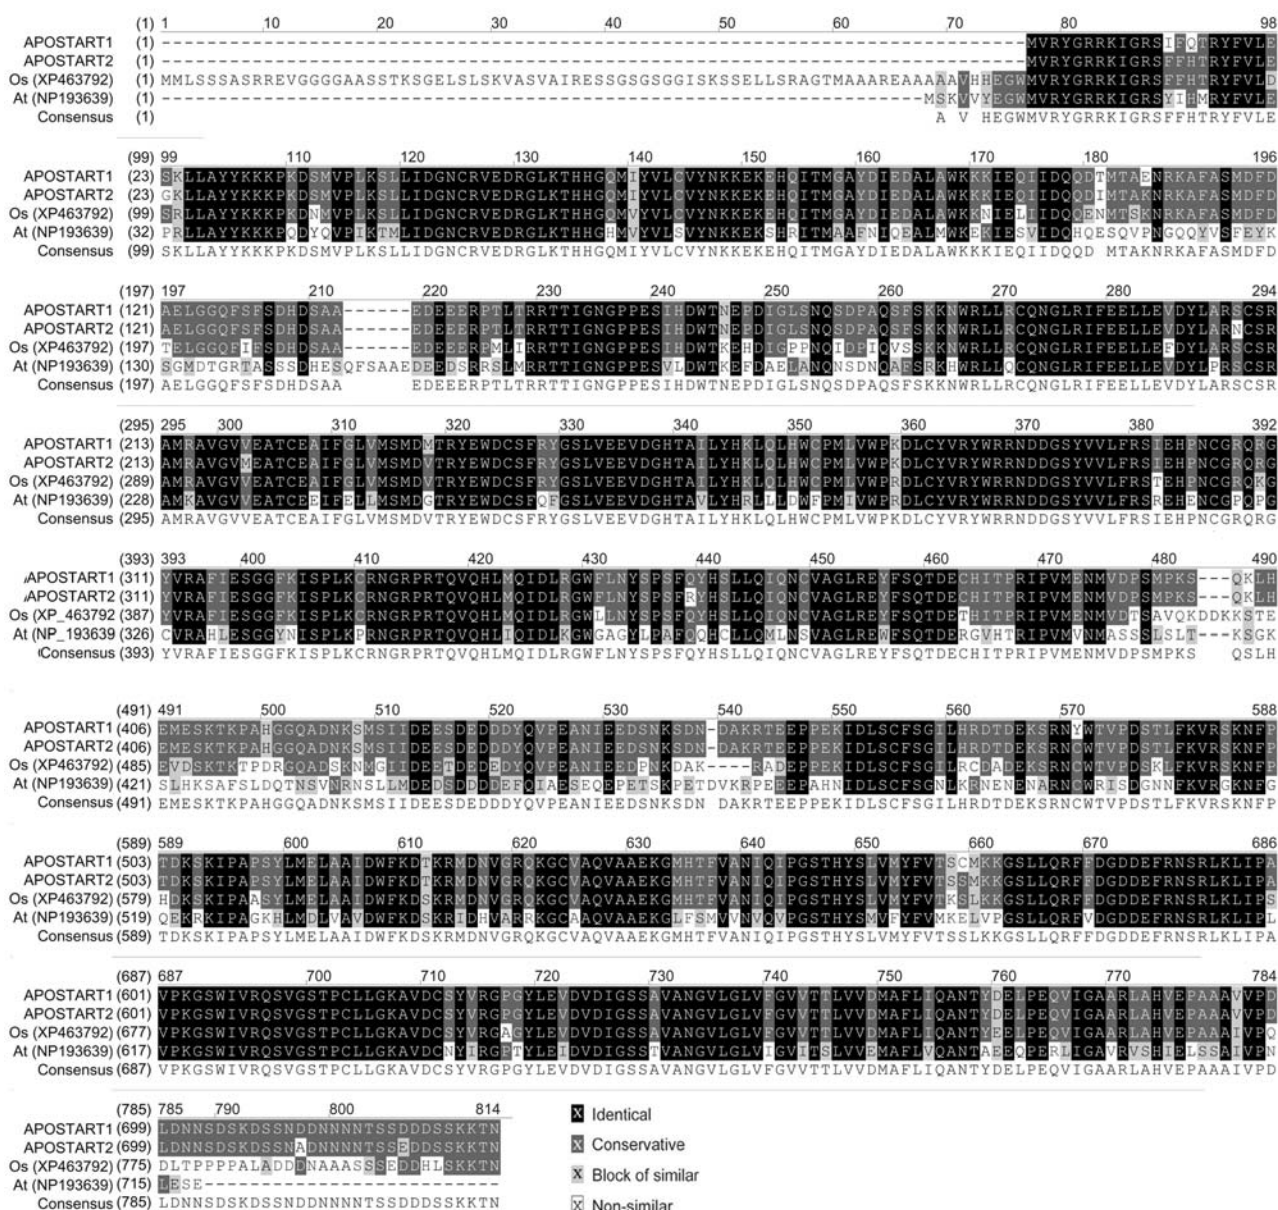 (1) 1 10 20 30 40 50 60 70 80 98
APOSTART1 (1) ----------------------------------------------------------------------------MVRYGRRKIGRSIFQTRYFVLE
APOSTART2 (1) ----------------------------------------------------------------------------MVRYGRRKIGRSFFHTRYFVLE
Os (XP463792) (1) MMLSSSASRREVGGGGAASSTKSGELSLSKVASVAIRESSGSGSGGISKSSELLSRAGTMAAAREAAAAAVHHEGWMVRYGRRKIGRSFFHTRYFVLD
At (NP193639) (1) -------------------------------------------------------------------MSKVVYEGWMVRYGRRKIGRSYIHMRYFVLE
Consensus (1) A V HEGWMVRYGRRKIGRSFFHTRYFVLE
(99) 99 110 120 130 140 150 160 170 180 196
APOSTART1 (23) SKLLAYYKKKPKDSMVPLKSLLIDGNCRVEDRGLKTHHGQMIYVLCVYNKKEKEHQITMGAYDIEDALAWKKKIEQIIDQQDTMTAENRKAFASMDFD
APOSTART2 (23) GKLLAYYKKKPKDSMVPLKSLLIDGNCRVEDRGLKTHHGQMIYVLCVYNKKEKEHQITMGAYDIEDALAWKKKIEQIIDQQDIMTAKNRKAFASMDFD
Os (XP463792) (99) SRLLAYYKKKPKDNMVPLKSLLIDGNCRVEDRGLKTHHGQMVYVLCVYNKKEKEHQITMGAYDIEDALAWKKNIELIIDQQENMTSKNRKAFASMDFD
At (NP193639) (32) PRLLAYYKKKPQDYQVPIKTMLIDGNCRVEDRGLKTHHGHMVYVLSVYNKKEKSHRITMAAFNIQEALMWKEKIESVIDQHQESQVPNGQQYVSFEYK
Consensus (99) SKLLAYYKKKPKDSMVPLKSLLIDGNCRVEDRGLKTHHGQMIYVLCVYNKKEKEHQITMGAYDIEDALAWKKKIEQIIDQQD MTAKNRKAFASMDFD
(197) 197 210 220 230 240 250 260 270 280 294
APOSTART1 (121) AELGGQFSFSDHDSAA------EDEEERPTLTRRTTIGNGPPESIHDWTNEPDIGLSNQSDPAQSFSKKNWRLLRCQNGLRIFEELLEVDYLARSCSR
APOSTART2 (121) AELGGQFSFSDHDSAA------EDEEERPTLTRRTTIGNGPPESIHDWTNEPDIGLSNQSDPAQSFSKKNWRLLRCQNGLRIFEELLEVDYLARNCSR
Os (XP463792) (197) TELGGQFIFSDHDSAA------EDEEERPMLIRRTTIGNGPPESIHDWTKEHDIGPPNQIDPIQVSSKKNWRLLRCQNGLRIFEELLEFDYLARSCSR
At (NP193639) (130) SGMDTGRTASSSDHESQFSAAEDEEDSRRSLMRRTTIGNGPPESVLDWTKEFDAELANQNSDNQAFSRKHWRLLQCQNGLRIFEELLEVDYLPRSCSR
Consensus (197) AELGGQFSFSDHDSAA EDEEERPTLTRRTTIGNGPPESIHDWTNEPDIGLSNQSDPAQSFSKKNWRLLRCQNGLRIFEELLEVDYLARSCSR
(295) 295 300 310 320 330 340 350 360 370 380 392
APOSTART1 (213) AMRAVGVVEATCEAIFGLVMSMDMTRYEWDCSFRYGSLVEEVDGHTAILYHKLQLHWCPMLVWPKDLCYVRYWRRNDDGSYVVLFRSIEHPNCGRQRG
APOSTART2 (213) AMRAVGVMEATCEAIFGLVMSMDVTRYEWDCSFRYGSLVEEVDGHTAILYHKLQLHWCPMLVWPKDLCYVRYWRRNDDGSYVVLFRSIEHPNCGRQRG
Os (XP463792) (289) AMRAVGVVEATCEAIFGLVMSMDVTRYEWDCSFRYGSLVEEVDGHTAILYHKLQLHWCPMLVWPRDLCYVRYWRRNDDGSYVVLFRSTEHPNCGRQKG
At (NP193639) (228) AMKAVGVVEATCEEIFELLMSMDGTRYEWDCSFQFGSLVEEVDGHTAVLYHRLLLDWFPMIVWPRDLCYVRYWRRNDDGSYVVLFRSREHENCGPQPG
Consensus (295) AMRAVGVVEATCEAIFGLVMSMDVTRYEWDCSFRYGSLVEEVDGHTAILYHKLQLHWCPMLVWPKDLCYVRYWRRNDDGSYVVLFRSIEHPNCGRQRG
(393) 393 400 410 420 430 440 450 460 470 480 490
APOSTART1 (311) YVRAFIESGGFKISPLKCRNGRPRTQVQHLMQIDLRGWFLNYSPSFQYHSLLQIQNCVAGLREYFSQTDECHITPRIPVMENMVDPSMPKS---QKLH
APOSTART2 (311) YVRAFIESGGFKISPLKCRNGRPRTQVQHLMQIDLRGWFLNYSPSFRYHSLLQIQNCVAGLREYFSQTDECHITPRIPVMENMVDPSMPKS---QKLH
Os (XP_463792 (387) YVRAFIESGGFKISPLKCRNGRPRTQVQHLMQIDLRGWLLNYSPSFQYHSLLQIQNCVAGLREYFSQTDETHITPRIPVMENMVDTSAVQKDDKKSTE
At (NP_193639 (326) CVRAHLESGGYNISPLKPRNGRPRTQVQHLIQIDLKGWGAGYLPAFQQHCLLQMLNSVAGLREWFSQTDERGVHTRIPVMVNMASSSLSLT---KSGK
Consensus (393) YVRAFIESGGFKISPLKCRNGRPRTQVQHLMQIDLRGWFLNYSPSFQYHSLLQIQNCVAGLREYFSQTDECHITPRIPVMENMVDPSMPKS QSLH
(491) 491 500 510 520 530 540 550 560 570 588
APOSTART1 (406) EMESKTKPAHGGQADNKSMSIIDEESDEDDDYQVPEANIEEDSNKSDN-DAKRTEEPPEKIDLSCFSGILHRDTDEKSRNYWTVPDSTLFKVRSKNFP
APOSTART2 (406) EMESKTKPAHGGQADNKSMSIIDEESDEDDDYQVPEANIEEDSNKSDN-DAKRTEEPPEKIDLSCFSGILHRDTDEKSRNCWTVPDSTLFKVRSKNFP
Os (XP463792) (485) EVDSKTKTPDRGQADSKNMGIIDEETDEDEDYQVPEANIEEDPNKDAK----RADEPPEKIDLSCFSGILRCDADEKSRNCWTVPDSKLFKVRSKNFP
At (NP193639) (421) SLHKSAFSLDQTNSVNRNSLLMDEDSDDDDEFQIAESEQEPETSKPETDVKRPEEEPAHNIDLSCFSGNLKRNENENARNCWRISDGNNFKVRGKNFG
Consensus (491) EMESKTKPAHGGQADNKSMSIIDEESDEDDDYQVPEANIEEDSNKSDN DAKRTEEPPEKIDLSCFSGILHRDTDEKSRNCWTVPDSTLFKVRSKNFP
(589) 589 600 610 620 630 640 650 660 670 686
APOSTART1 (503) TDKSKIPAPSYLMELAAIDWFKDTKRMDNVGRQKGCVAQVAAEKGMHTFVANIQIPGSTHYSLVMYFVTSCMKKGSLLQRFFDGDDEFRNSRLKLIPA
APOSTART2 (503) TDKSKIPAPSYLMELAAIDWFKDTKRMDNVGRQKGCVAQVAAEKGMHTFVANIQIPGSTHYSLVMYFVTSSMKKGSLLQRFFDGDDEFRNSRLKLIPA
Os (XP463792) (579) HDKSKIPAASYLMELAAIDWFKDSKRMDNVGRQKGCVAQVAAEKGMHTFVANIQIPGSTHYSLVMYFVTKSLKKGSLLQRFFDGDDEFRNSRLKLIPS
At (NP193639) (519) QEKRKIPAGKHLMDLVAVDWFKDSKRIDHVARRKGCAAQVAAEKGLFSMVVNVQVPGSTHYSMVFYFVMKELVPGSLLQRFVDGDDEFRNSRLKLIPL
Consensus (589) TDKSKIPAPSYLMELAAIDWFKDSKRMDNVGRQKGCVAQVAAEKGMHTFVANIQIPGSTHYSLVMYFVTSSLKKGSLLQRFFDGDDEFRNSRLKLIPA
(687) 687 700 710 720 730 740 750 760 770 784
APOSTART1 (601) VPKGSWIVRQSVGSTPCLLGKAVDCSYVRGPGYLEVDVDIGSSAVANGVLGLVFGVVTTLVVDMAFLIQANTYDELPEQVIGAARLAHVEPAAAVVPD
APOSTART2 (601) VPKGSWIVRQSVGSTPCLLGKAVDCSYVRGPGYLEVDVDIGSSAVANGVLGLVFGVVTTLVVDMAFLIQANTYDELPEQVIGAARLAHVEPAAAIVPD
Os (XP463792) (677) VPKGSWIVRQSVGSTPCLLGKAVDCSYVRGAGYLEVDVDIGSSAVANGVLGLVFGVVTTLVVDMAFLIQANTYEELPEQVIGAARLAHVEPAAAIVPQ
At (NP193639) (617) VPKGSWIVRQSVGSTPCLLGKAVDCNYIRGPTYLEIDVDIGSSTVANGVLGLVIGVITSLVVEMAFLVQANTAEEQPERLIGAVRVSHIELSSAIVPN
Consensus (687) VPKGSWIVRQSVGSTPCLLGKAVDCSYVRGPGYLEVDVDIGSSAVANGVLGLVFGVVTTLVVDMAFLIQANTYDELPEQVIGAARLAHVEPAAAIVPD
(785) 785 790 800 814
APOSTART1 (699) LDNNSDSKDSSNDDNNNNTSSDDDSSKKTN
APOSTART2 (699) LDNNSDSKDSSNADNNNNTSSEDDSSKKTN
Os (XP463792) (775) DLTPPPPALADDDNAAASSSEDDHLSKKTN
At (NP193639) (715) LESE--------------------------
Consensus (785) LDNNSDSKDSSNDDNNNNTSSDDDSSKKTN
X Identical
X Conservative
X Block of similar
X Non-similar